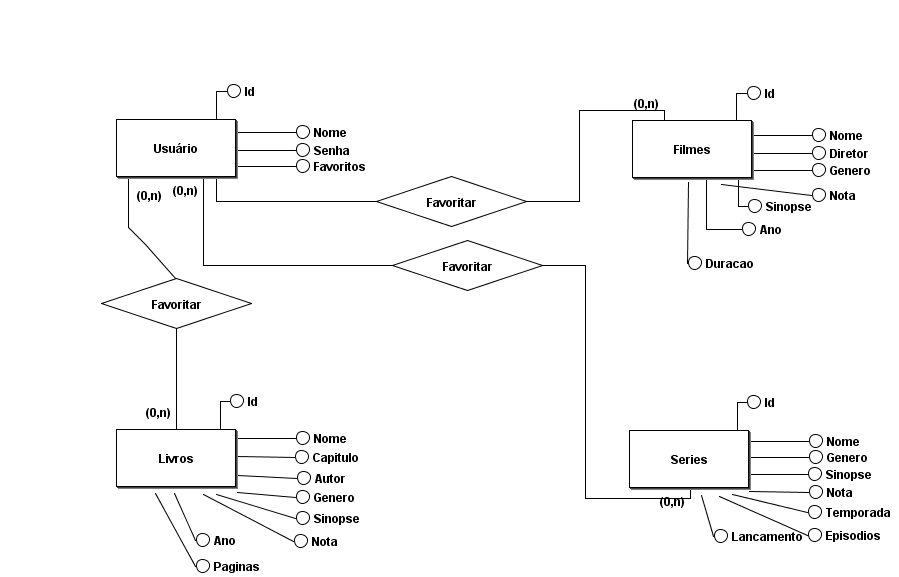 Id
Usuário
Nome
Senha
Favoritos
(0,n)
(0,n)
Favoritar
(0,n)
Id
Filmes
Nome
Diretor
Genero
Nota
Sinopse
Ano
Duracao
Favoritar
Favoritar
(0,n)
Id
Livros
Nome
Capitulo
Autor
Genero
Sinopse
Nota
Ano
Paginas
Id
Series
Nome
Genero
Sinopse
Nota
Temporada
Episodios
Lancamento
(0,n)